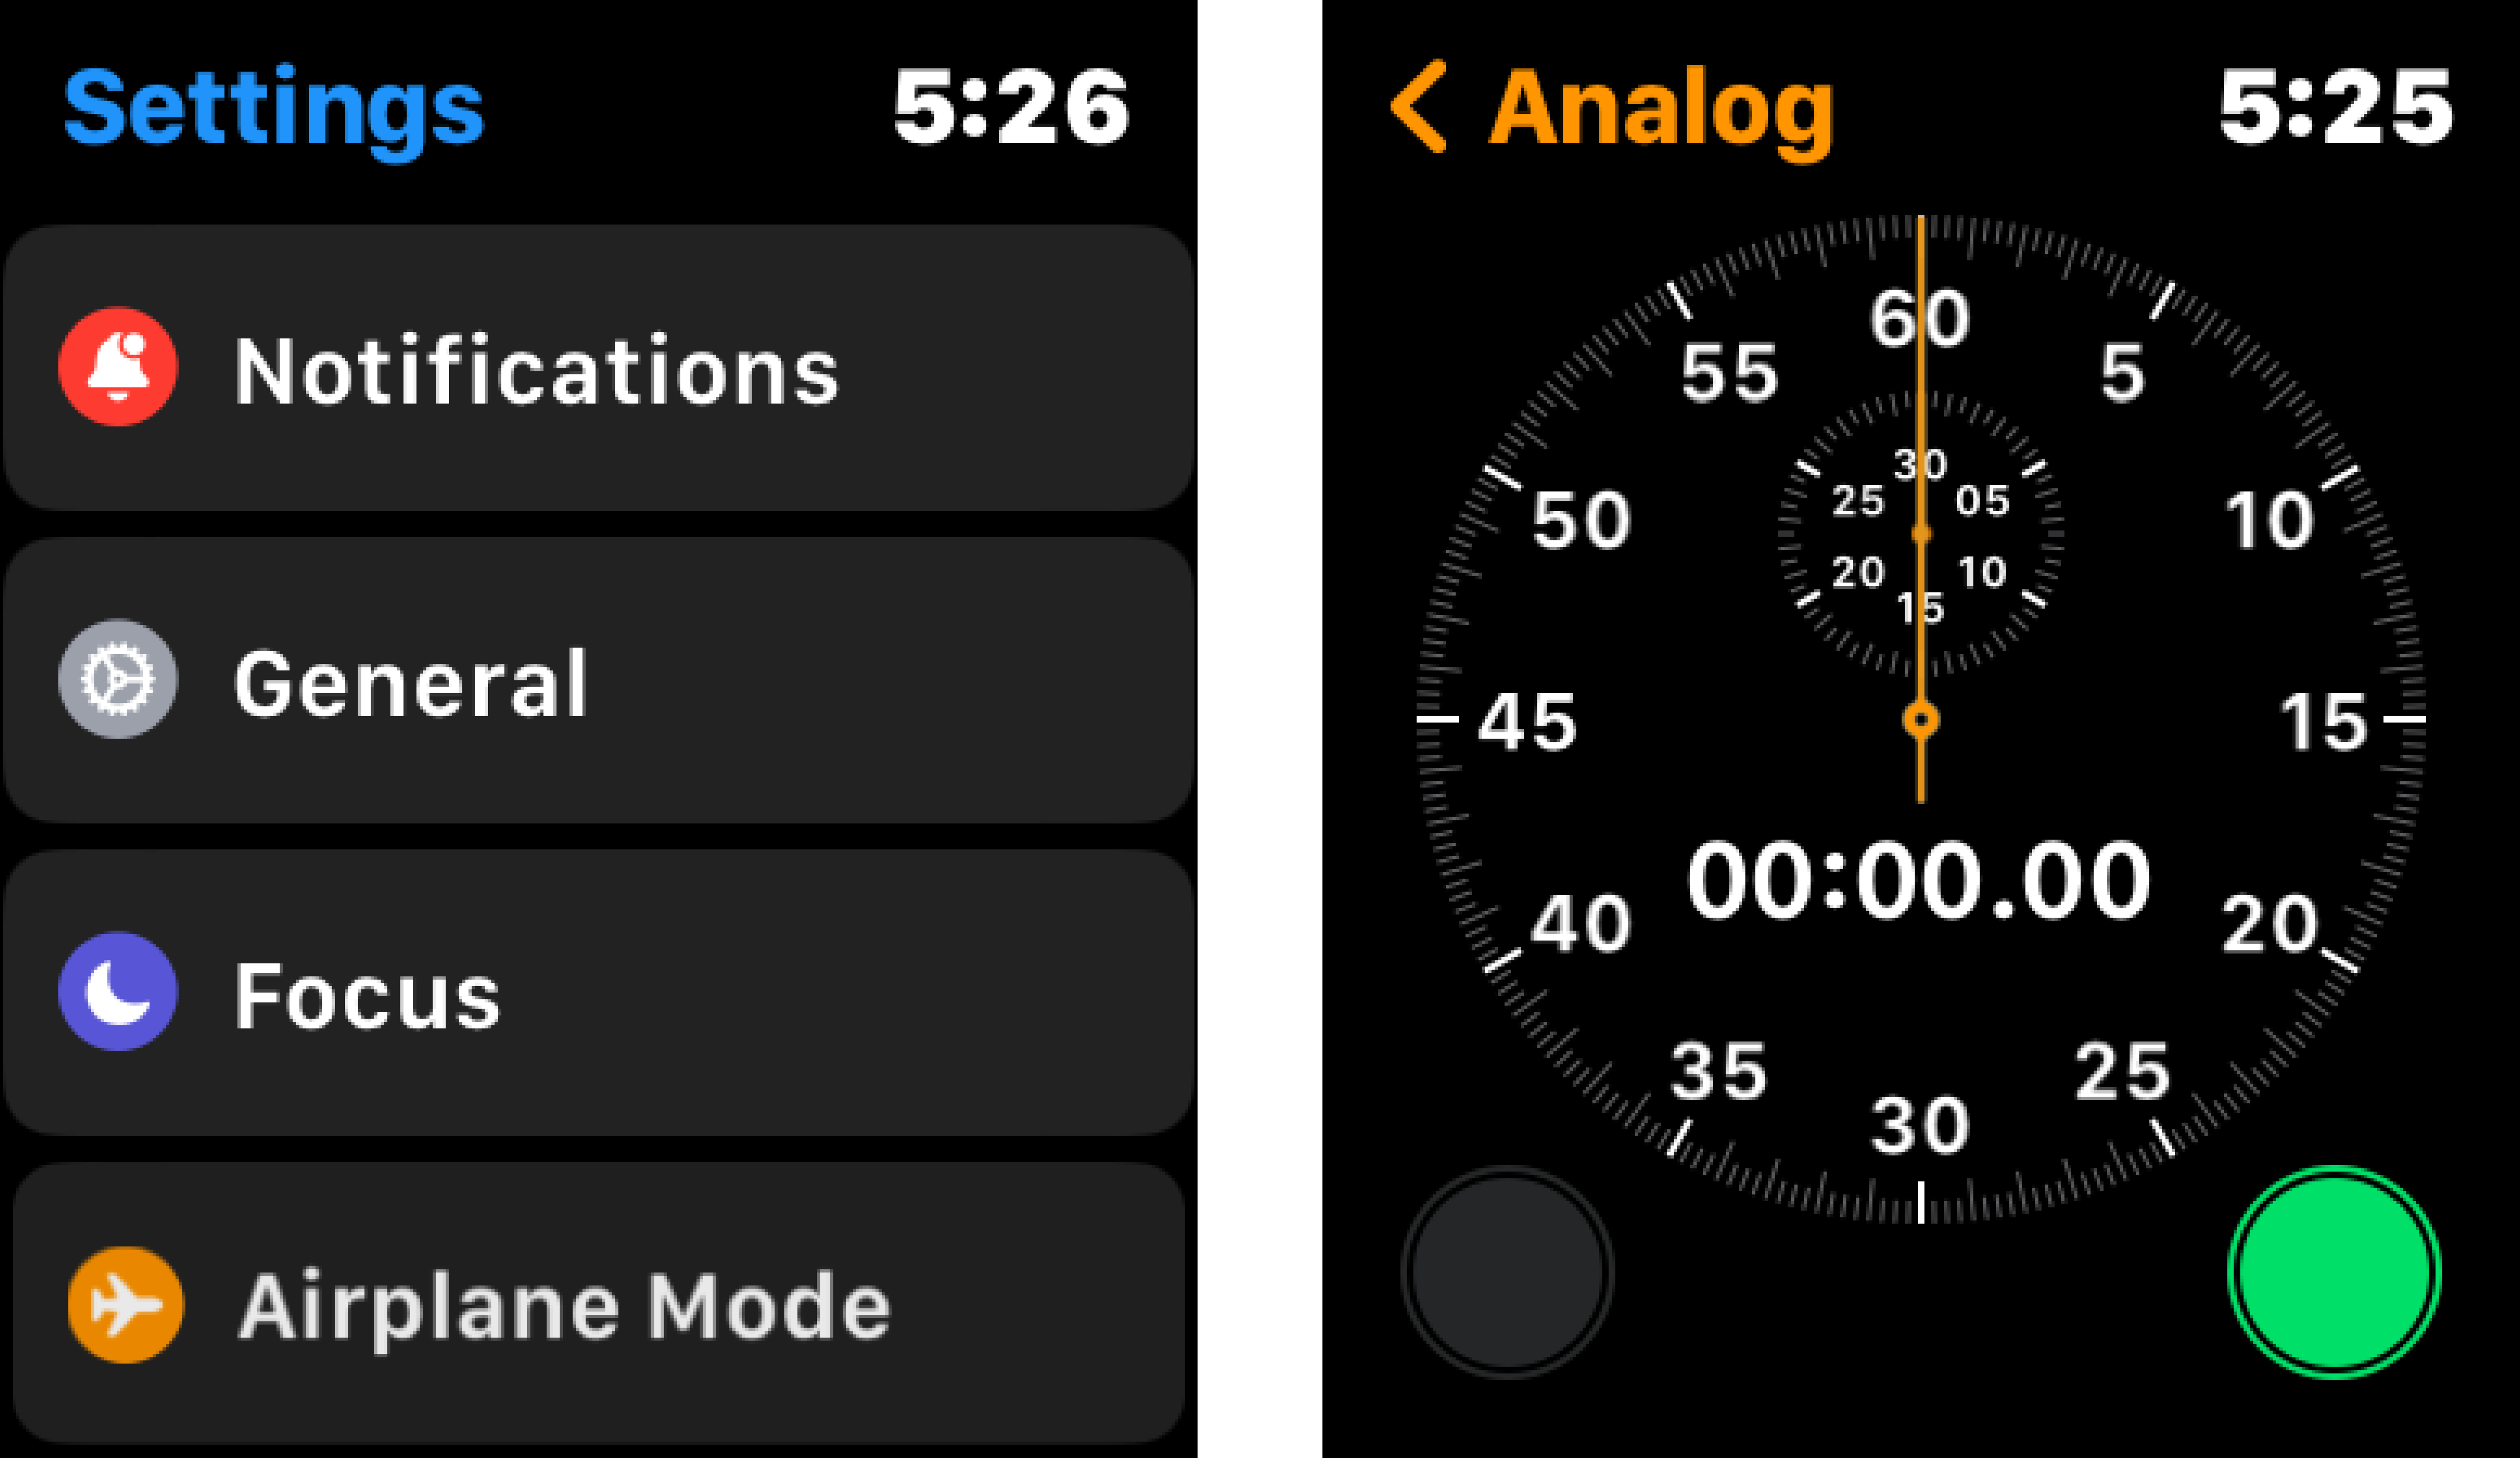 Settings 5:26
Notifications
General
Focus
Airplane Mode
Analog 5:25
60
55 5
50 10
45 15
40 20
35 25
30
30
25 05
20 10
15
00:00.00